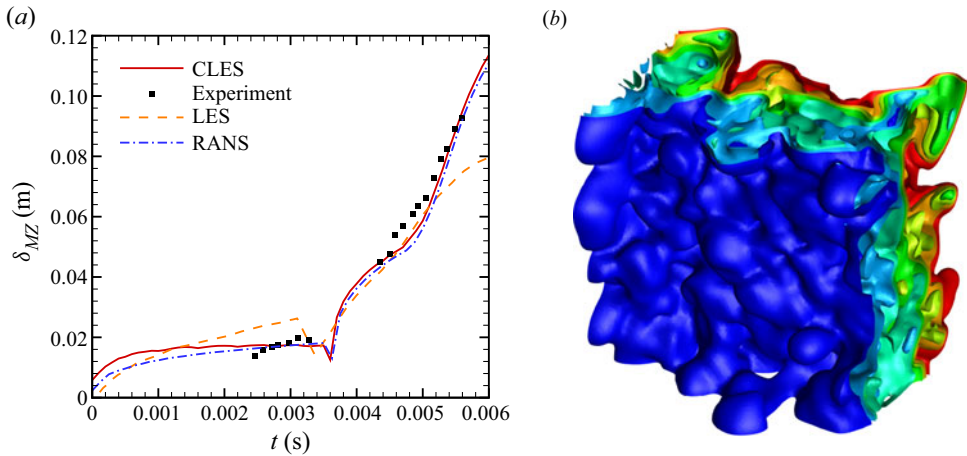 (a)
(b)
0.12
0.10
0.08
0.06
0.04
0.02
0
δMZ (m)
CLES
Experiment
LES
RANS
0 0.001 0.002 0.003 0.004 0.005 0.006
t (s)